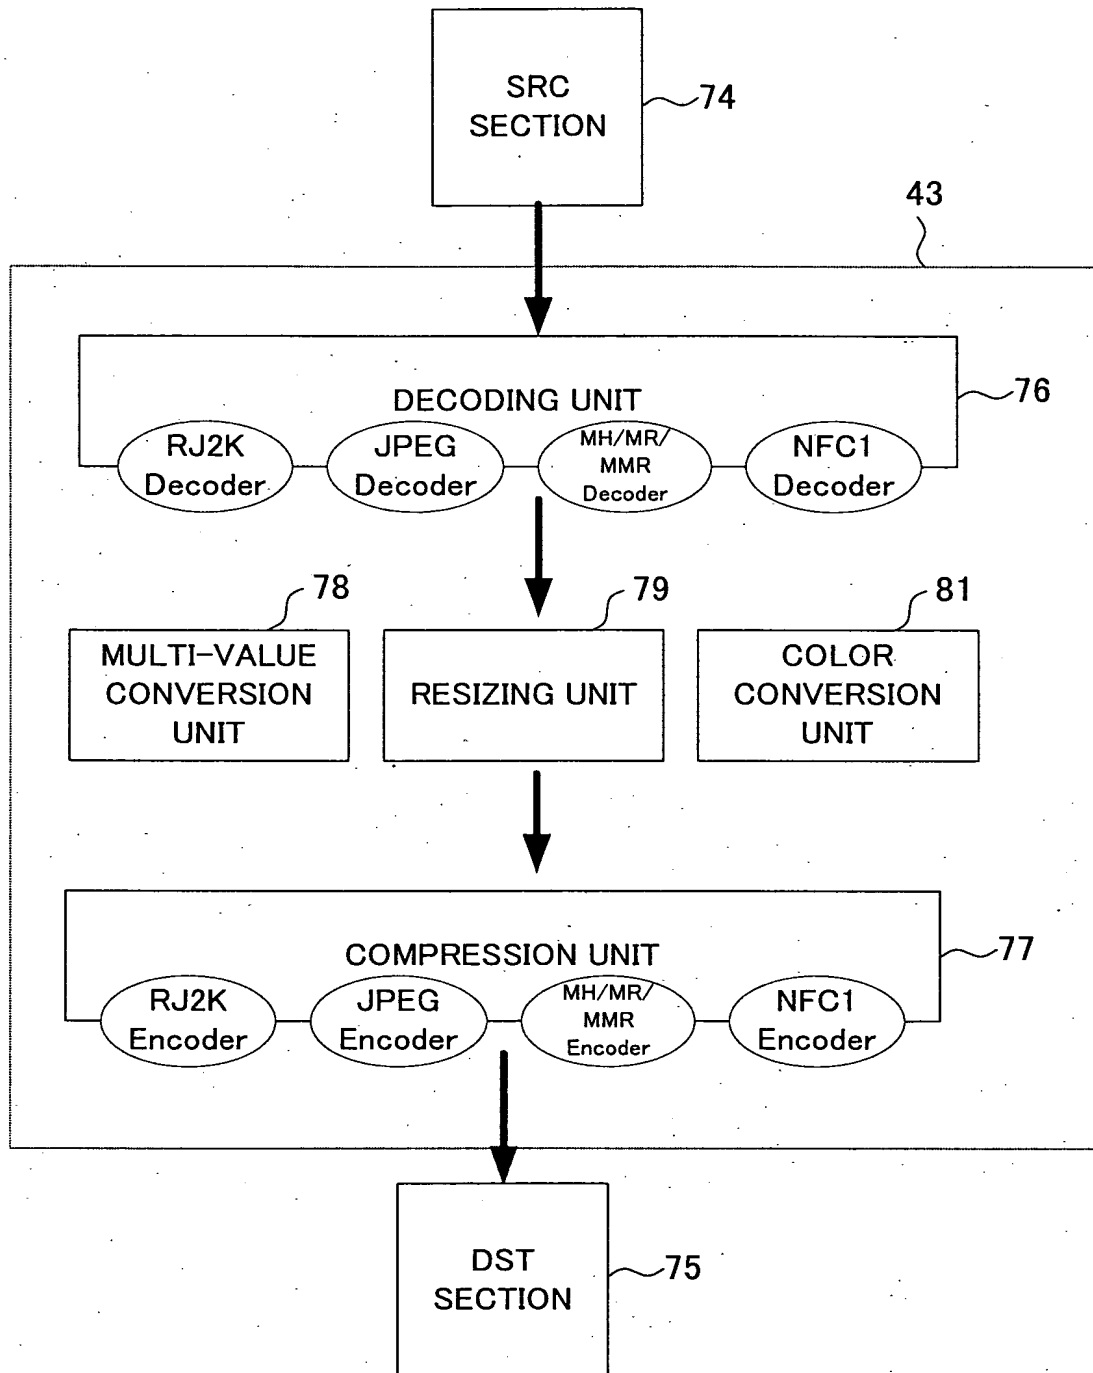 SRC
SECTION
74
43
DECODING UNIT
76
RJ2K
Decoder
JPEG
Decoder
MH/MR/
MMR
Decoder
NFC1
Decoder
78
79
81
MULTI-VALUE
CONVERSION
UNIT
RESIZING UNIT
COLOR
CONVERSION
UNIT
COMPRESSION UNIT
77
RJ2K
Encoder
JPEG
Encoder
MH/MR/
MMR
Encoder
NFC1
Encoder
DST
SECTION
75